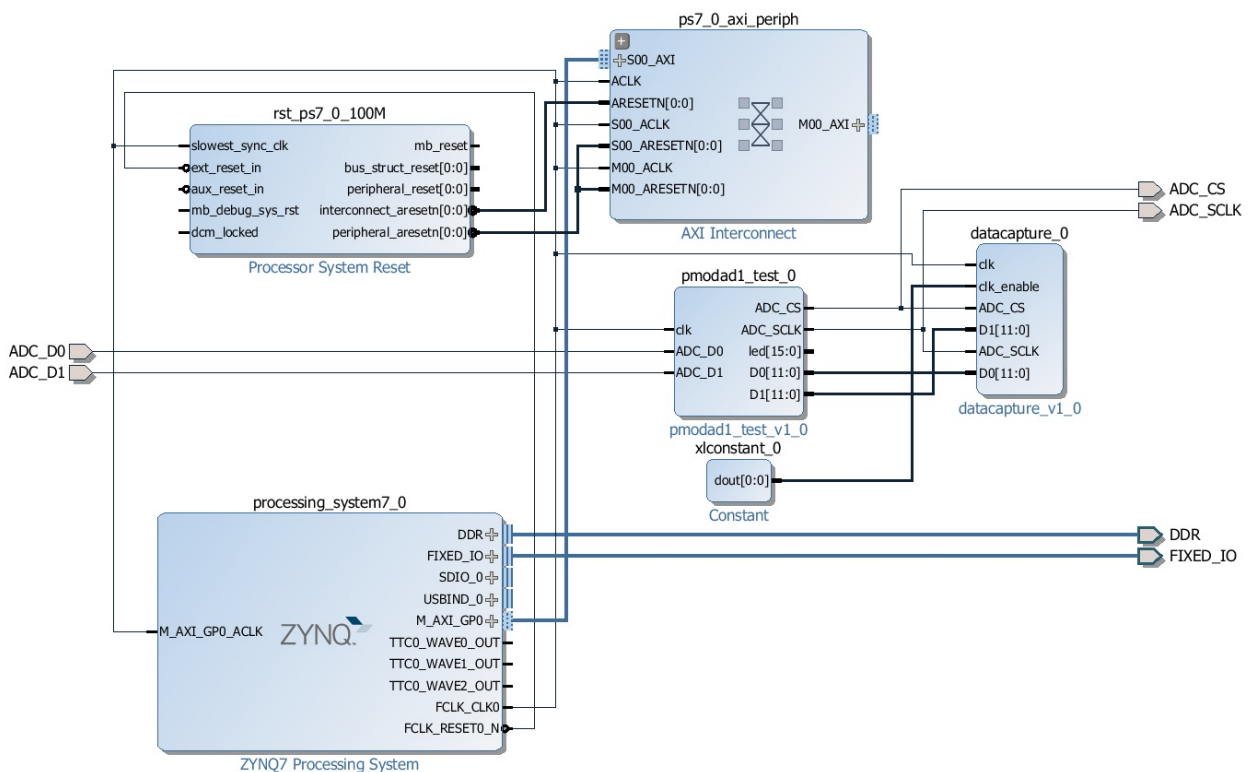 ps7_0_axi_periph
S00_AXI
ACLK
ARESETN[0:0]
S00_ACLK
S00_ARESETN[0:0]
M00_ACLK
M00_ARESETN[0:0]
M00_AXI
AXI Interconnect
rst_ps7_0_100M
slowest_sync_clk
ext_reset_in
aux_reset_in
mb_debug_sys_rst
dcm_locked
mb_reset
bus_struct_reset[0:0]
peripheral_reset[0:0]
interconnect_aresetn[0:0]
peripheral_aresetn[0:0]
Processor System Reset
ADC_CS
ADC_SCLK
datacapture_0
clk
clk_enable
ADC_CS
D1[11:0]
ADC_SCLK
D0[11:0]
datacapture_v1_0
pmodad1_test_0
clk
ADC_D0
ADC_D1
ADC_CS
ADC_SCLK
led[15:0]
D0[11:0]
D1[11:0]
pmodad1_test_v1_0
ADC_D0
ADC_D1
xlconstant_0
dout[0:0]
Constant
processing_system7_0
M_AXI_GP0_ACLK
ZYNQ
DDR
FIXED_IO
SDIO_0
USBIND_0
M_AXI_GP0
TTC0_WAVE0_OUT
TTC0_WAVE1_OUT
TTC0_WAVE2_OUT
FCLK_CLK0
FCLK_RESET0_N
ZYNQ7 Processing System
DDR
FIXED_IO